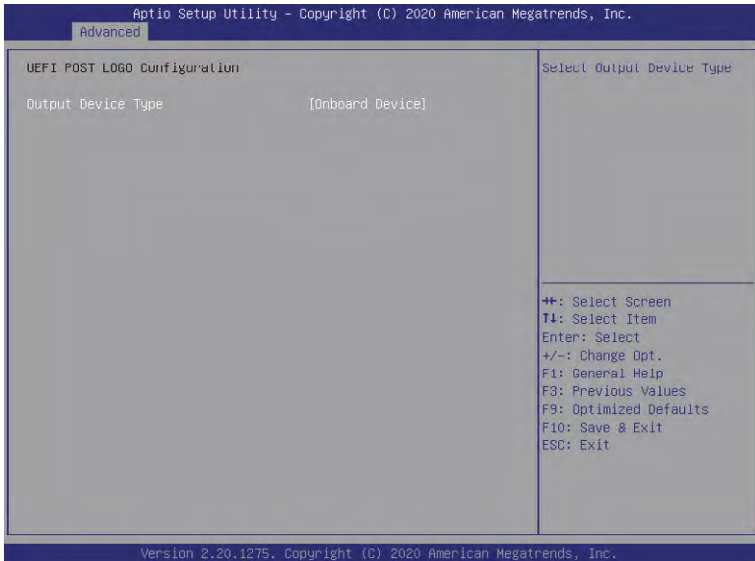 Aptio Setup Utility - Copyright (C) 2020 American Megatrends, Inc.
Advanced
UEFI POST LOGO Configuration
Output Device Type [Onboard Device]
Select Output Device Type
→←: Select Screen
↑↓: Select Item
Enter: Select
+/-: Change Opt.
F1: General Help
F3: Previous Values
F9: Optimized Defaults
F10: Save & Exit
ESC: Exit
Version 2.20.1275. Copyright (C) 2020 American Megatrends, Inc.